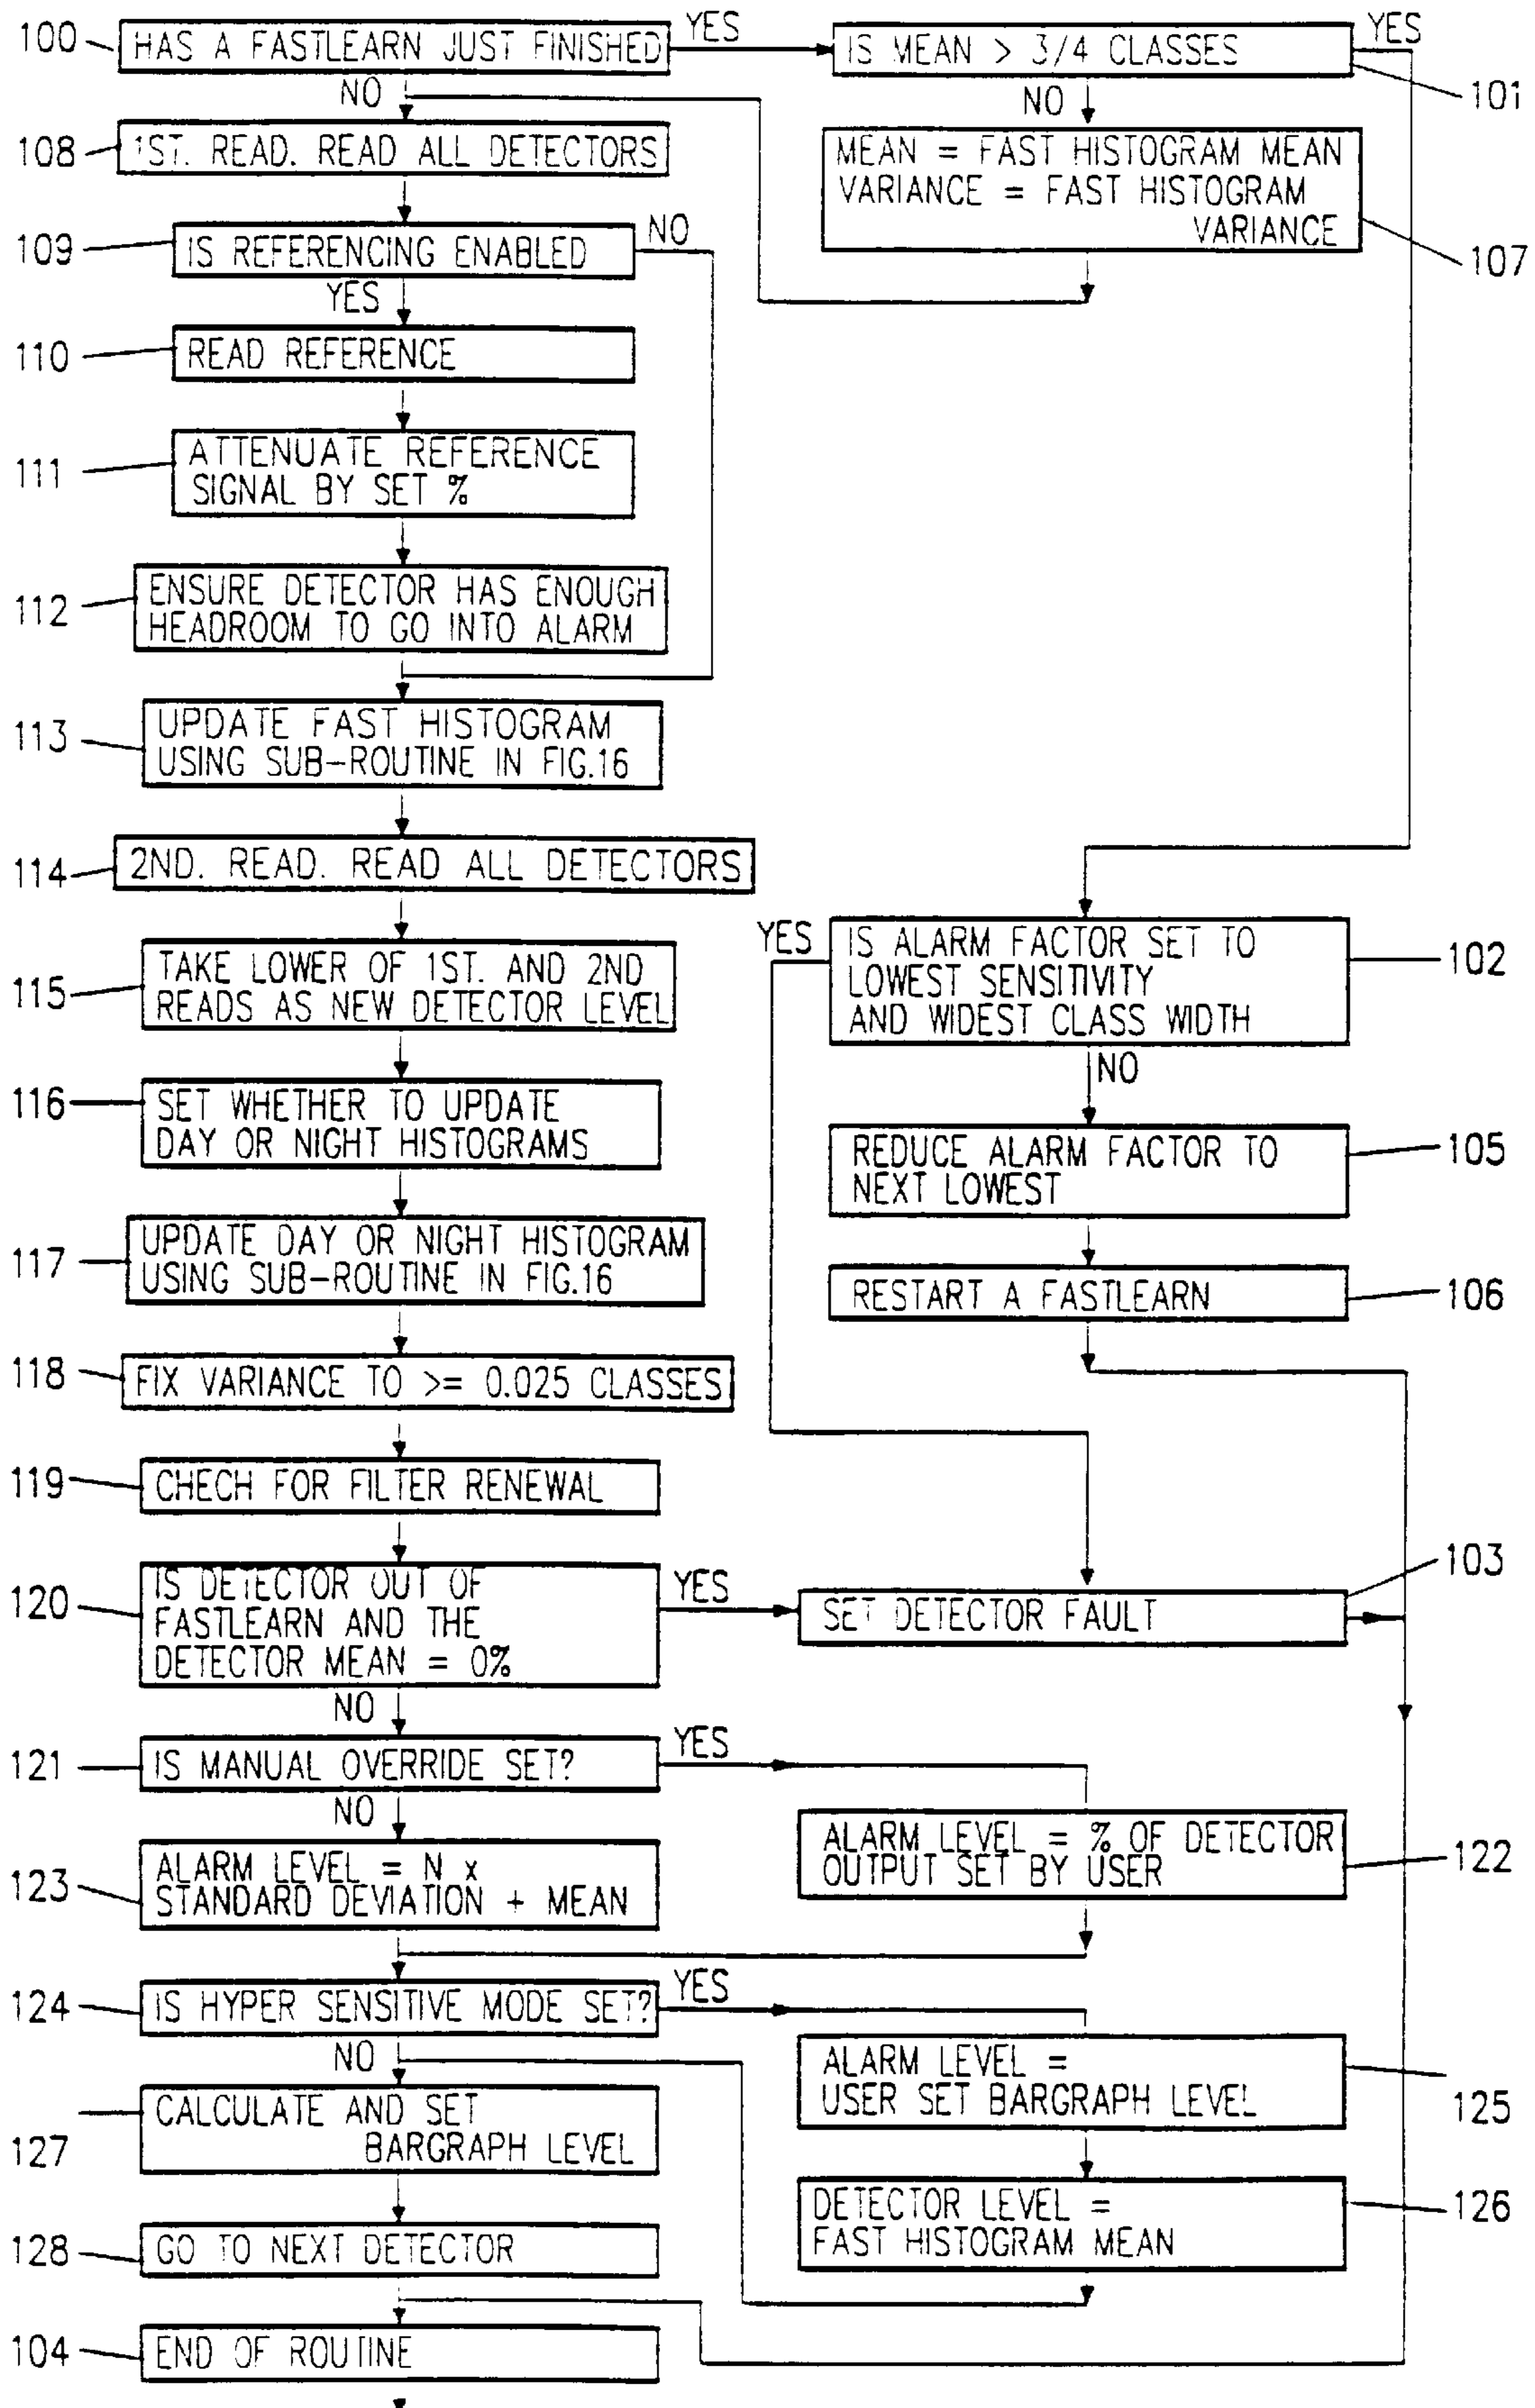 100
HAS A FASTLEARN JUST FINISHED
YES
IS MEAN > 3/4 CLASSES
YES
101
NO
NO
108
1ST. READ. READ ALL DETECTORS
MEAN = FAST HISTOGRAM MEAN
VARIANCE = FAST HISTOGRAM
VARIANCE
107
109
IS REFERENCING ENABLED
NO
YES
110
READ REFERENCE
111
ATTENUATE REFERENCE
SIGNAL BY SET %
112
ENSURE DETECTOR HAS ENOUGH
HEADROOM TO GO INTO ALARM
113
UPDATE FAST HISTOGRAM
USING SUB-ROUTINE IN FIG.16
114
2ND. READ. READ ALL DETECTORS
115
TAKE LOWER OF 1ST. AND 2ND
READS AS NEW DETECTOR LEVEL
YES
IS ALARM FACTOR SET TO
LOWEST SENSITIVITY
AND WIDEST CLASS WIDTH
102
NO
116
SET WHETHER TO UPDATE
DAY OR NIGHT HISTOGRAMS
REDUCE ALARM FACTOR TO
NEXT LOWEST
105
117
UPDATE DAY OR NIGHT HISTOGRAM
USING SUB-ROUTINE IN FIG.16
RESTART A FASTLEARN
106
118
FIX VARIANCE TO >= 0.025 CLASSES
119
CHECH FOR FILTER RENEWAL
120
IS DETECTOR OUT OF
FASTLEARN AND THE
DETECTOR MEAN = 0%
YES
SET DETECTOR FAULT
103
NO
121
IS MANUAL OVERRIDE SET?
YES
NO
ALARM LEVEL = % OF DETECTOR
OUTPUT SET BY USER
122
123
ALARM LEVEL = N x
STANDARD DEVIATION + MEAN
124
IS HYPER SENSITIVE MODE SET?
YES
NO
ALARM LEVEL =
USER SET BARGRAPH LEVEL
125
127
CALCULATE AND SET
BARGRAPH LEVEL
DETECTOR LEVEL =
FAST HISTOGRAM MEAN
126
128
GO TO NEXT DETECTOR
104
END OF ROUTINE